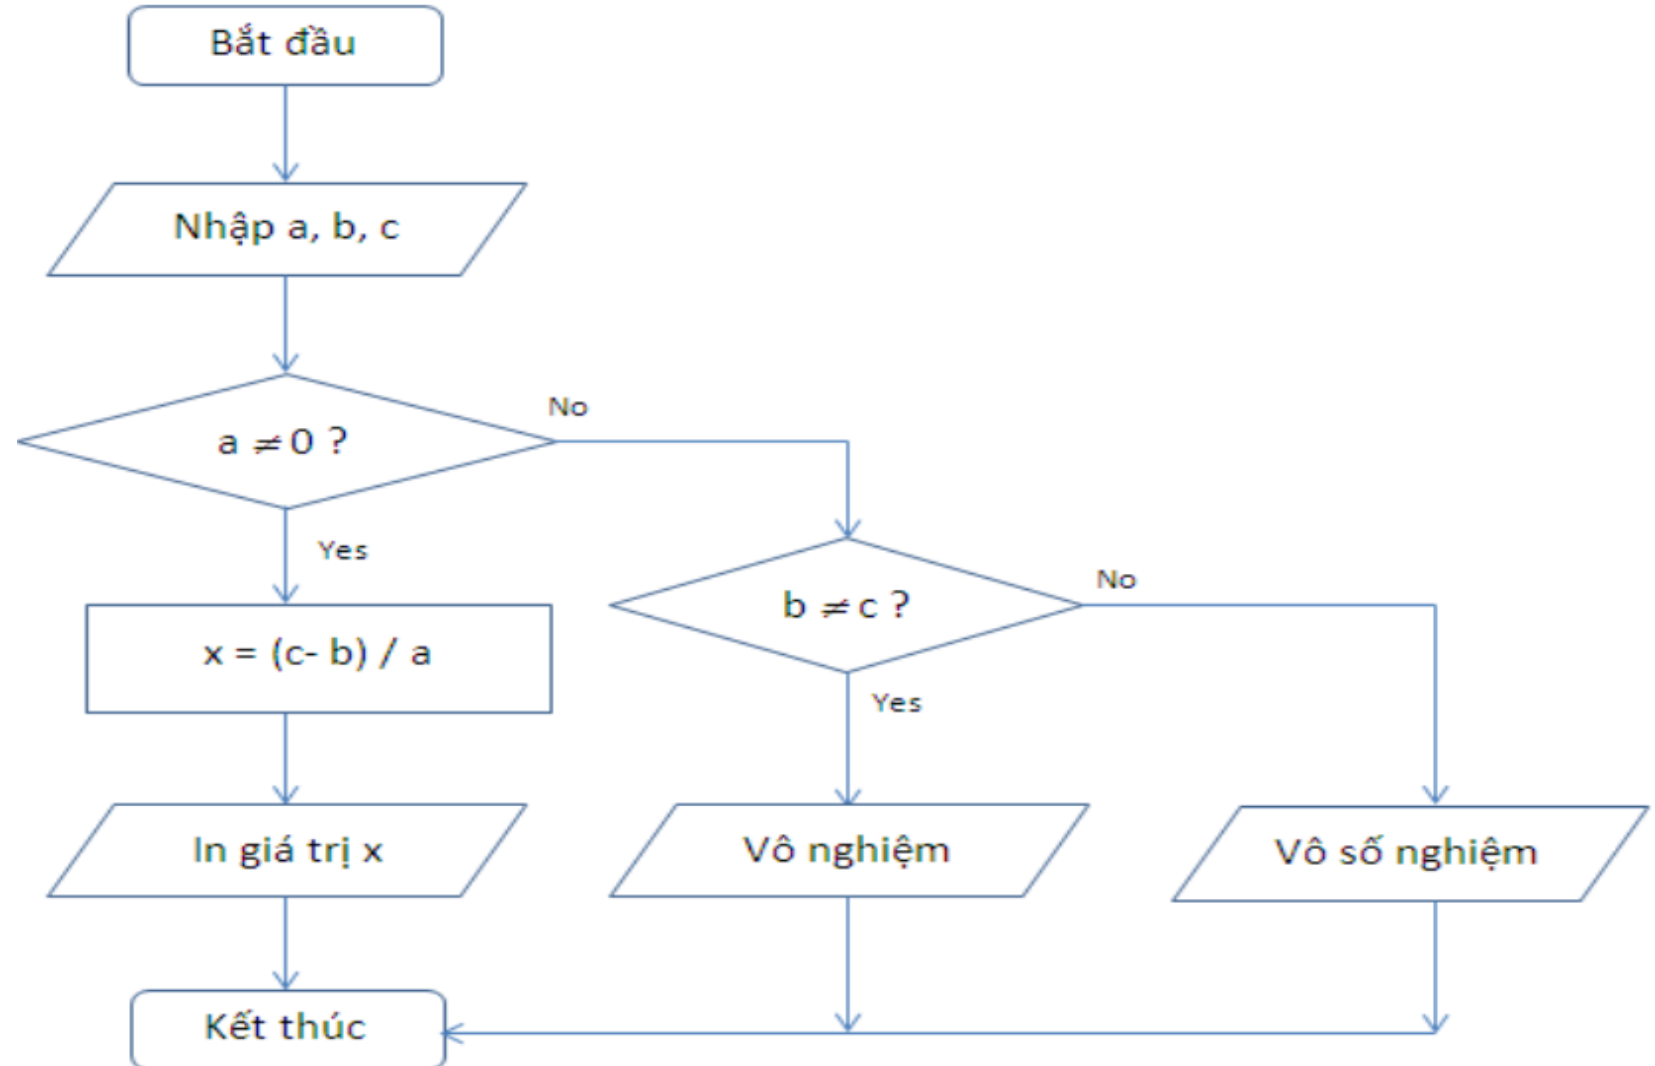 Bắt đầu
Nhập a, b, c
a ≠ 0 ?
No
Yes
b ≠ c ?
No
x = (c- b) / a
Yes
In giá trị x
Vô nghiệm
Vô số nghiệm
Kết thúc